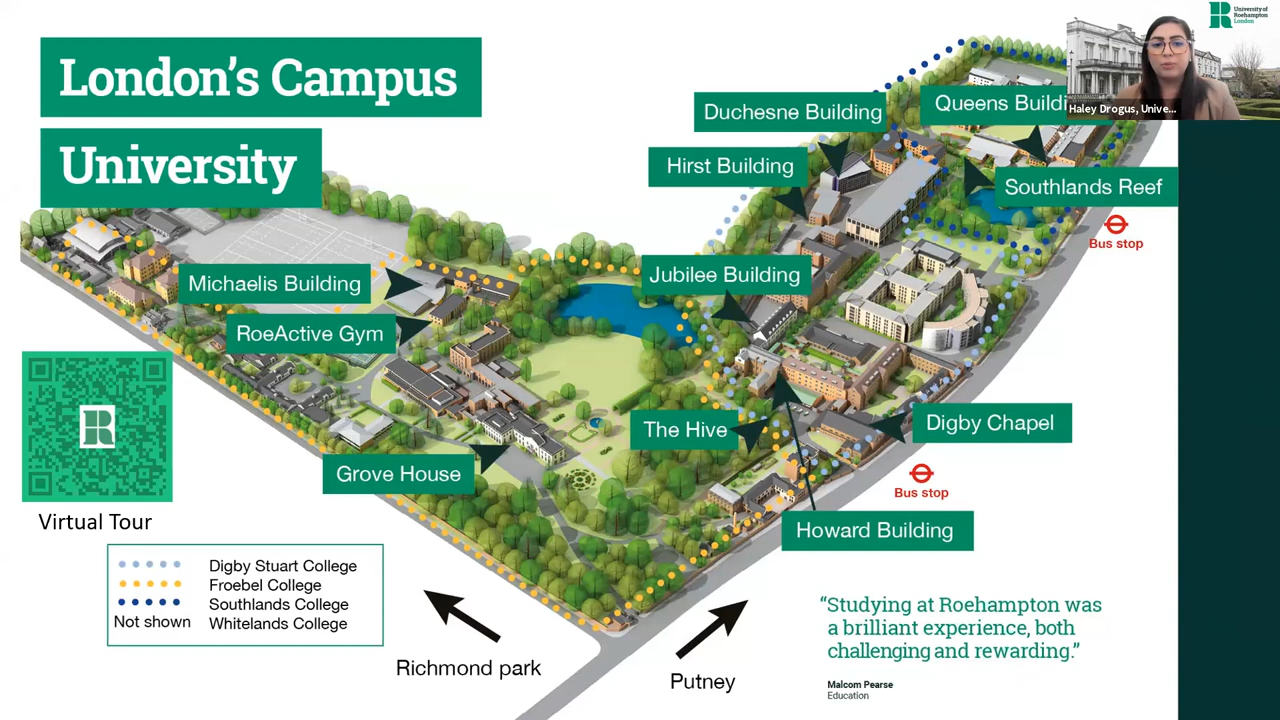 London's Campus
University
University of
Roehampton
London
Haley Drogus, Unive...
Duchesne Building
Queens
Hirst Building
Southlands Reef
Bus stop
Michaelis Building
Jubilee Building
RoeActive Gym
The Hive
Digby Chapel
Grove House
Bus stop
Virtual Tour
Howard Building
Digby Stuart College
Froebel College
Southlands College
Not shown Whitelands College
Richmond park
Putney
“Studying at Roehampton was
a brilliant experience, both
challenging and rewarding.”
Malcom Pearse
Education